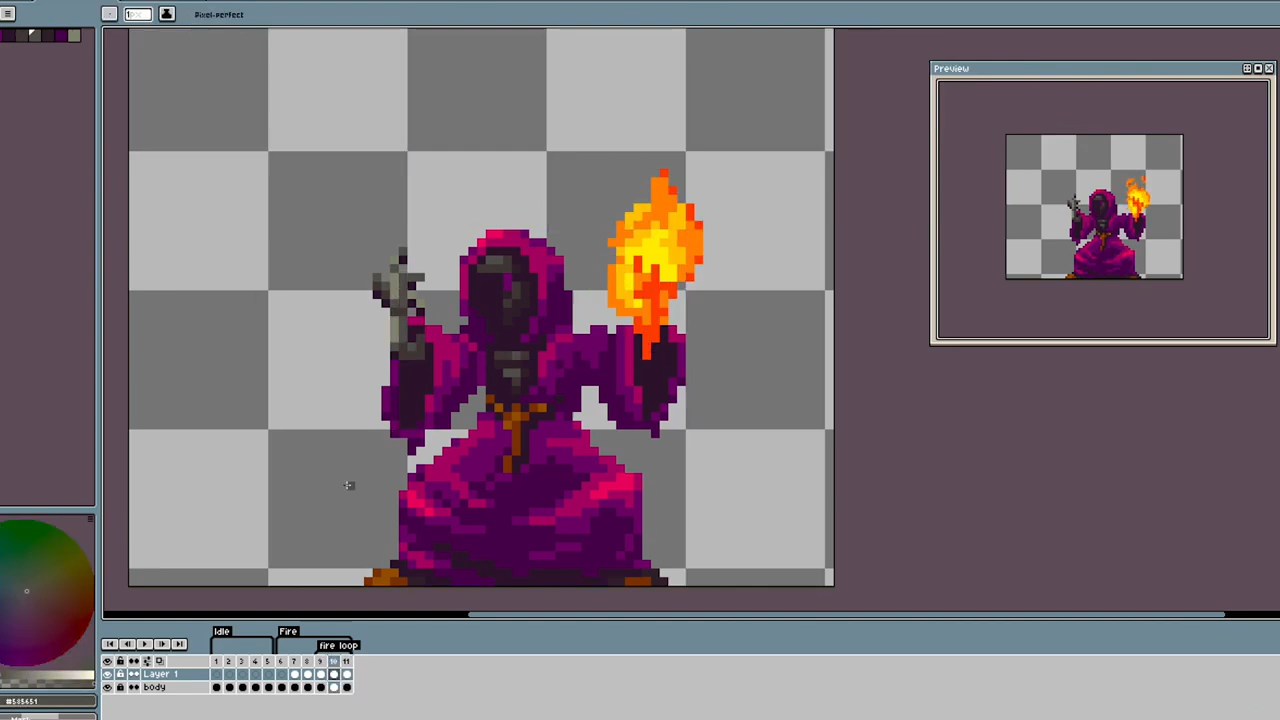 Pixel-perfect
Preview
Idle
Fire
fire loop
1 2 3 4 5 6 7 8 9 10 11
Layer 1
body